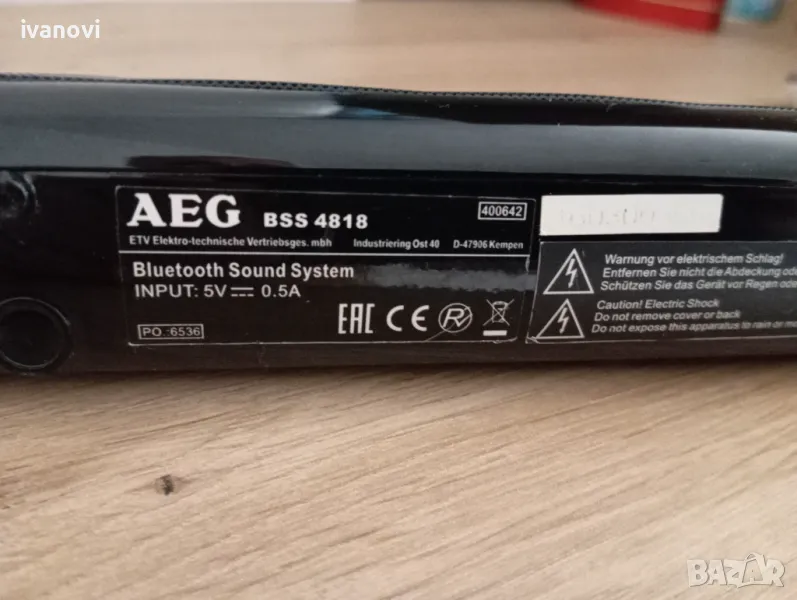 ivanovi
AEG BSS 4818 400642
ETV Elektro-technische Vertriebsges. mbh Industriering Ost 40 D-47906 Kempen
Bluetooth Sound System
INPUT: 5V 0.5A
EAC CE
PO.:6536
Warnung vor elektrischem Schlag!
Entfernen Sie nicht die Abdeckung oder
Schützen Sie das Gerät vor Regen oder
Caution! Electric Shock
Do not remove cover or back
Do not expose this apparatus to rain or
BAZAR